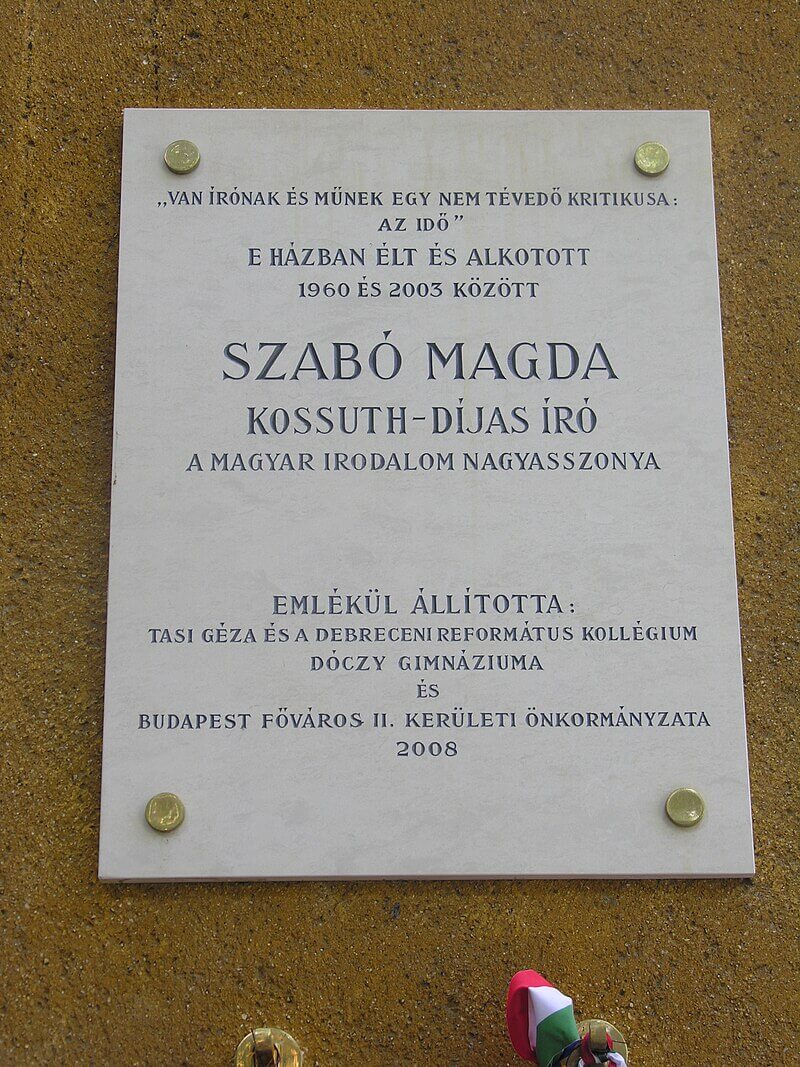 „VAN ÍRÓNAK ÉS MŰNEK EGY NEM TÉVEDŐ KRITIKUSA:
AZ IDŐ”
E HÁZBAN ÉLT ÉS ALKOTOTT
1960 ÉS 2003 KÖZÖTT
SZABÓ MAGDA
KOSSUTH-DÍJAS ÍRÓ
A MAGYAR IRODALOM NAGYASSZONYA
EMLÉKÜL ÁLLÍTOTTA:
TASI GÉZA ÉS A DEBRECENI REFORMÁTUS KOLLÉGIUM
DÓCZY GIMNÁZIUMA
ÉS
BUDAPEST FŐVÁROS II. KERÜLETI ÖNKORMÁNYZATA
2008